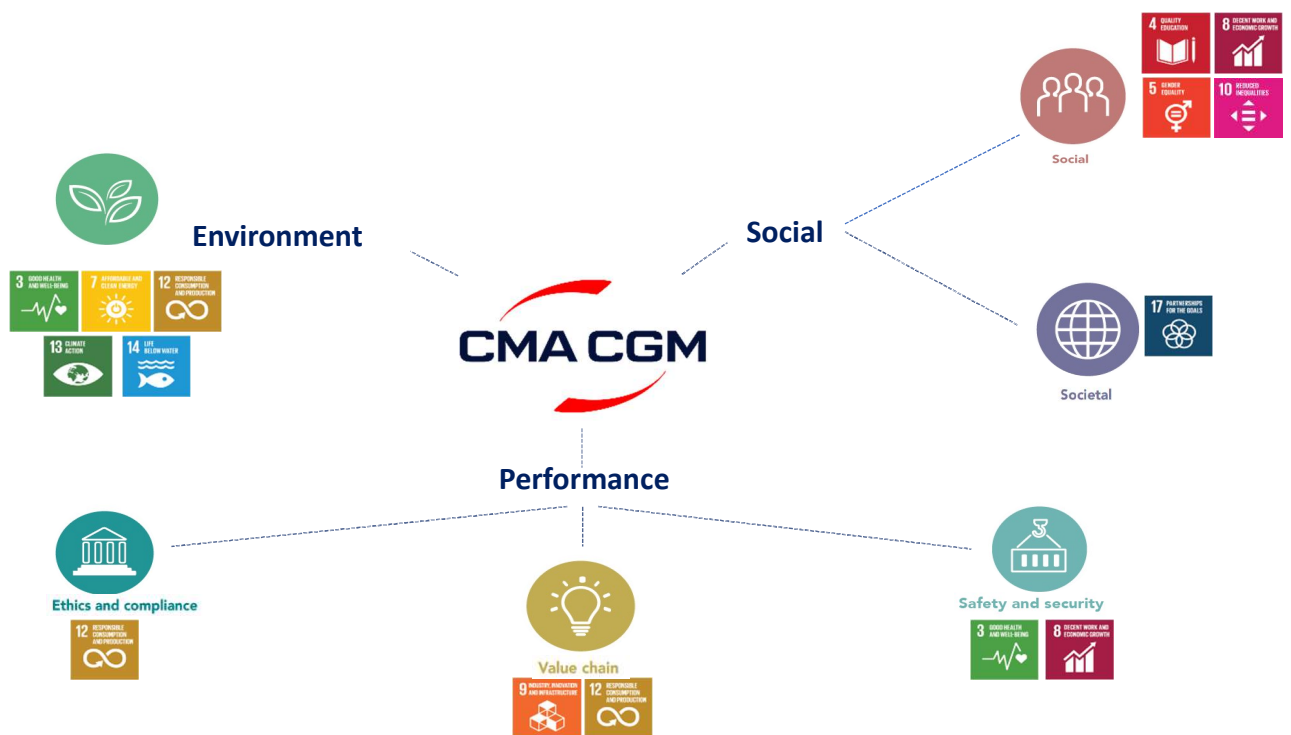 4 QUALITY
EDUCATION
8 DECENT WORK AND
ECONOMIC GROWTH
5 GENDER
EQUALITY
10 REDUCED
INEQUALITIES
Social
Environment
Social
3 GOOD HEALTH
AND WELL-BEING
7 AFFORDABLE AND
CLEAN ENERGY
12 RESPONSIBLE
CONSUMPTION
AND PRODUCTION
13 CLIMATE
ACTION
14 LIFE
BELOW WATER
CMA CGM
17 PARTNERSHIPS
FOR THE GOALS
Societal
Performance
Ethics and compliance
12 RESPONSIBLE
CONSUMPTION
AND PRODUCTION
Value chain
9 INDUSTRY, INNOVATION
AND INFRASTRUCTURE
12 RESPONSIBLE
CONSUMPTION
AND PRODUCTION
Safety and security
3 GOOD HEALTH
AND WELL-BEING
8 DECENT WORK AND
ECONOMIC GROWTH